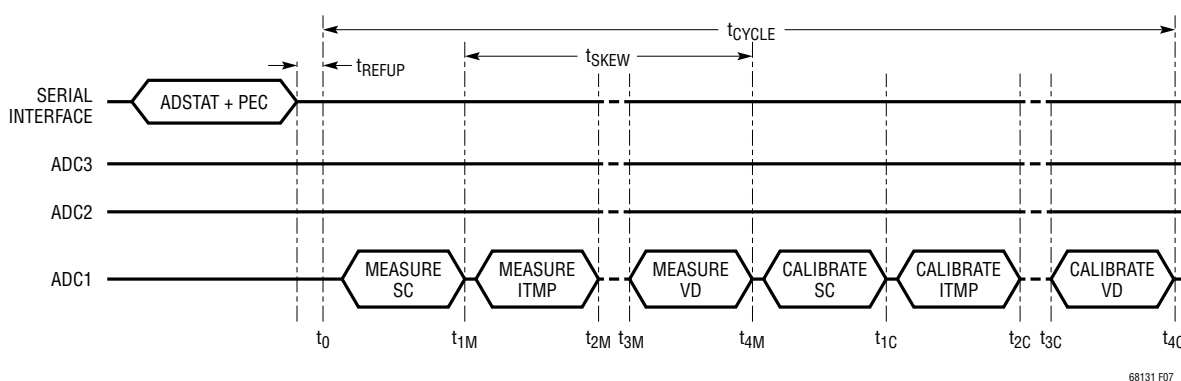 tCYCLE
tSKEW
tREFUP
SERIAL
INTERFACE
ADSTAT + PEC
ADC3
ADC2
ADC1
MEASURE
SC
MEASURE
ITMP
MEASURE
VD
CALIBRATE
SC
CALIBRATE
ITMP
CALIBRATE
VD
t0 t1M t2M t3M t4M t1C t2C t3C t4C
68131 F07